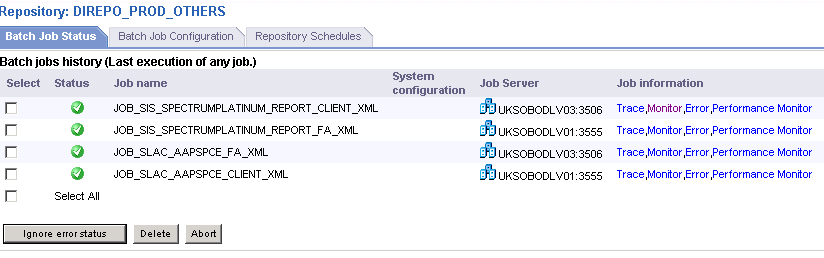 Repository: DIREPO_PROD_OTHERS
Batch Job Status Batch Job Configuration Repository Schedules
Batch jobs history (Last execution of any job.)
Select Status Job name System configuration Job Server Job information
JOB_SIS_SPECTRUMPLATINUM_REPORT_CLIENT_XML UKSOBODLV03:3506 Trace,Monitor,Error,Performance Monitor
JOB_SIS_SPECTRUMPLATINUM_REPORT_FA_XML UKSOBODLV01:3555 Trace,Monitor,Error,Performance Monitor
JOB_SLAC_AAPSPCE_FA_XML UKSOBODLV03:3506 Trace,Monitor,Error,Performance Monitor
JOB_SLAC_AAPSPCE_CLIENT_XML UKSOBODLV01:3555 Trace,Monitor,Error,Performance Monitor
Select All
Ignore error status Delete Abort